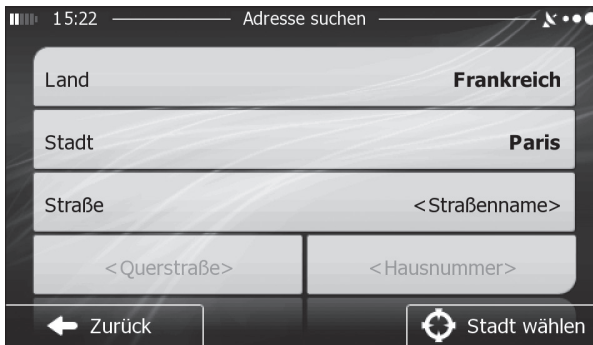 15:22 Adresse suchen
Land Frankreich
Stadt Paris
Straße <Straßenname>
<Querstraße> <Hausnummer>
Zurück Stadt wählen